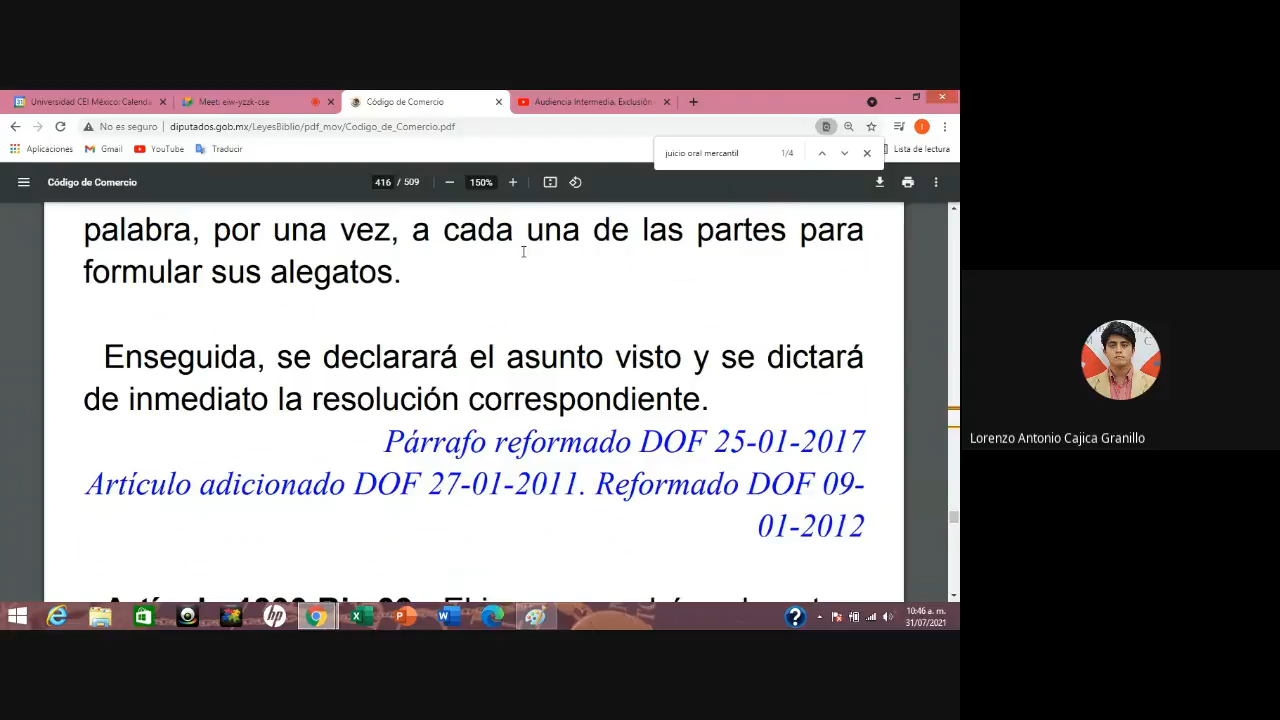 Universidad CEI México: Calenda
Meet: eiw-yzzk-cse
Código de Comercio
Audiencia Intermedia. Exclusión
No es seguro
diputados.gob.mx/LeyesBiblio/pdf_mov/Codigo_de_Comercio.pdf
Aplicaciones
Gmail
YouTube
Traducir
juicio oral mercantil 1/4
Lista de lectura
Código de Comercio
416 / 509
150%
palabra, por una vez, a cada una de las partes para
formular sus alegatos.
Enseguida, se declarará el asunto visto y se dictará
de inmediato la resolución correspondiente.
Párrafo reformado DOF 25-01-2017
Artículo adicionado DOF 27-01-2011. Reformado DOF 09-
01-2012
Lorenzo Antonio Cajica Granillo
10:46 a. m.
31/07/2021